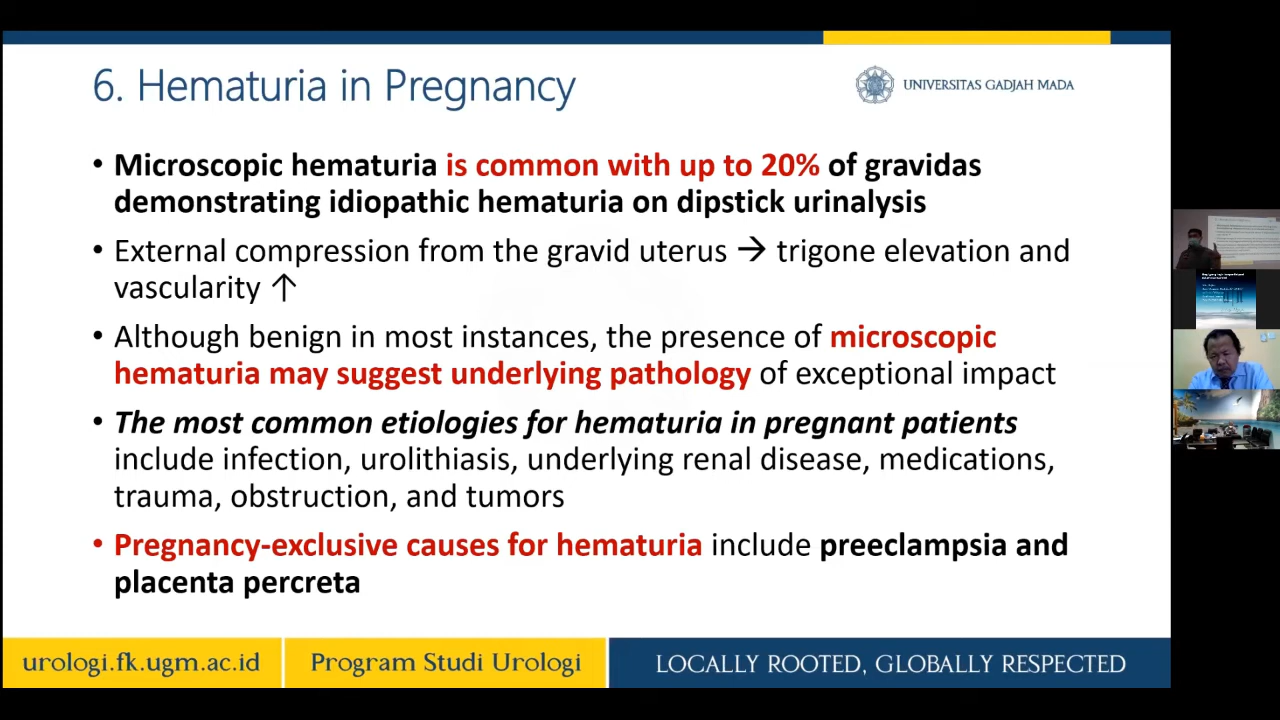 6. Hematuria in Pregnancy
UNIVERSITAS GADJAH MADA
• Microscopic hematuria is common with up to 20% of gravidas
demonstrating idiopathic hematuria on dipstick urinalysis
• External compression from the gravid uterus → trigone elevation and
vascularity ↑
• Although benign in most instances, the presence of microscopic
hematuria may suggest underlying pathology of exceptional impact
• The most common etiologies for hematuria in pregnant patients
include infection, urolithiasis, underlying renal disease, medications,
trauma, obstruction, and tumors
• Pregnancy-exclusive causes for hematuria include preeclampsia and
placenta percreta
urologi.fk.ugm.ac.id
Program Studi Urologi
LOCALLY ROOTED, GLOBALLY RESPECTED